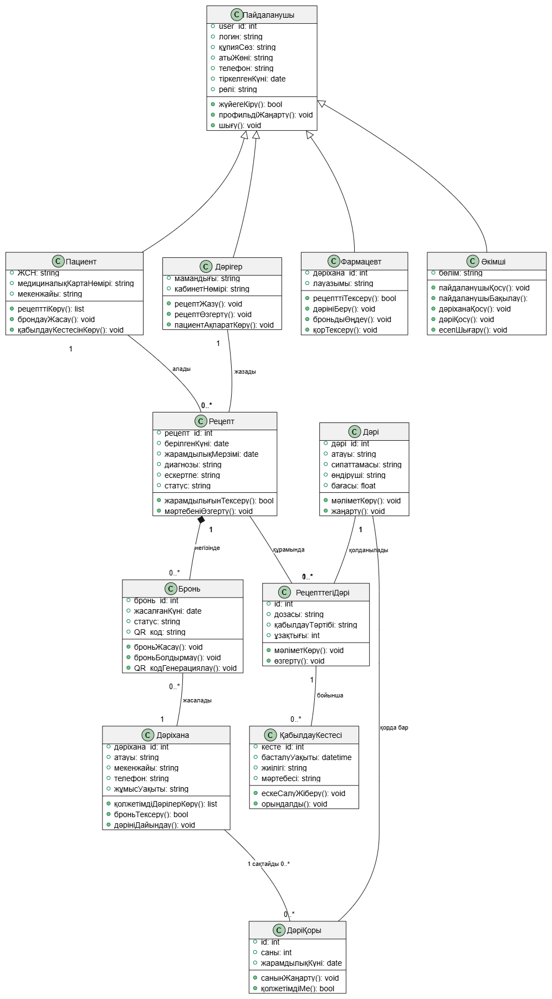 C Пайдаланушы
user_id: int
логин: string
құпияСөз: string
атыЖөні: string
телефон: string
тіркелгенКүні: date
рөлі: string
жүйегеКіру(): bool
профильдіЖаңарту(): void
шығу(): void
C Пациент
ЖСН: string
медициналықКартаНөмірі: string
мекенжайы: string
рецепттіКөру(): list
брондауЖасау(): void
қабылдауКестесінКөру(): void
C Дәрігер
мамандығы: string
кабинетНөмірі: string
рецептЖазу(): void
рецептӨзгерту(): void
пациентАқпаратКөру(): void
C Фармацевт
дәріхана_id: int
лауазымы: string
рецепттіТексеру(): bool
дәрініБеру(): void
броньдыӨңдеу(): void
қорТексеру(): void
C Әкімші
бөлім: string
пайдаланушыҚосу(): void
пайдаланушыБақылау():
дәріханаҚосу(): void
дәріҚосу(): void
есепШығару(): void
1
1
алады
жазады
0..*
C Рецепт
рецепт_id: int
берілгенКүні: date
жарамдылықМерзімі: date
диагнозы: string
ескертпе: string
статус: string
жарамдылығынТексеру(): bool
мәртебеніӨзгерту(): void
C Дәрі
дәрі_id: int
атауы: string
сипаттамасы: string
өндіруші: string
бағасы: float
мәліметКөру(): void
жаңарту(): void
1
1
негізінде
құрамында
қолданылады
0..*
C Бронь
бронь_id: int
жасалғанКүні: date
статус: string
QR_код: string
броньЖасау(): void
броньБолдырмау(): void
QR_кодГенерациялау(): void
C РецепттегіДәрі
id: int
дозасы: string
қабылдауТәртібі: string
ұзақтығы: int
мәліметКөру(): void
өзгерту(): void
0..*
1
жасалады
бойынша
1
0..*
қорда бар
C Дәріхана
дәріхана_id: int
атауы: string
мекенжайы: string
телефон: string
жұмысУақыты: string
қолжетімдіДәрілерКөру(): list
броньТексеру(): bool
дәрініДайындау(): void
C ҚабылдауКестесі
кесте_id: int
басталуУақыты: datetime
жиілігі: string
мәртебесі: string
ескеСалуЖіберу(): void
орындалды(): void
1 сақтайды 0..*
0..*
C ДәріҚоры
id: int
саны: int
жарамдылықКүні: date
санынЖаңарту(): void
қолжетімдіМе(): bool